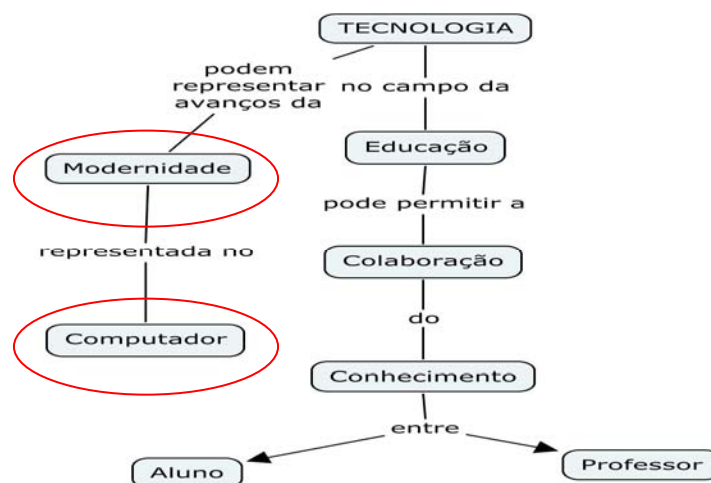 TECNOLOGIA
podem
representar
avanços da
no campo da
Modernidade
Educação
representada no
pode permitir a
Computador
Colaboração
do
Conhecimento
entre
Aluno
Professor